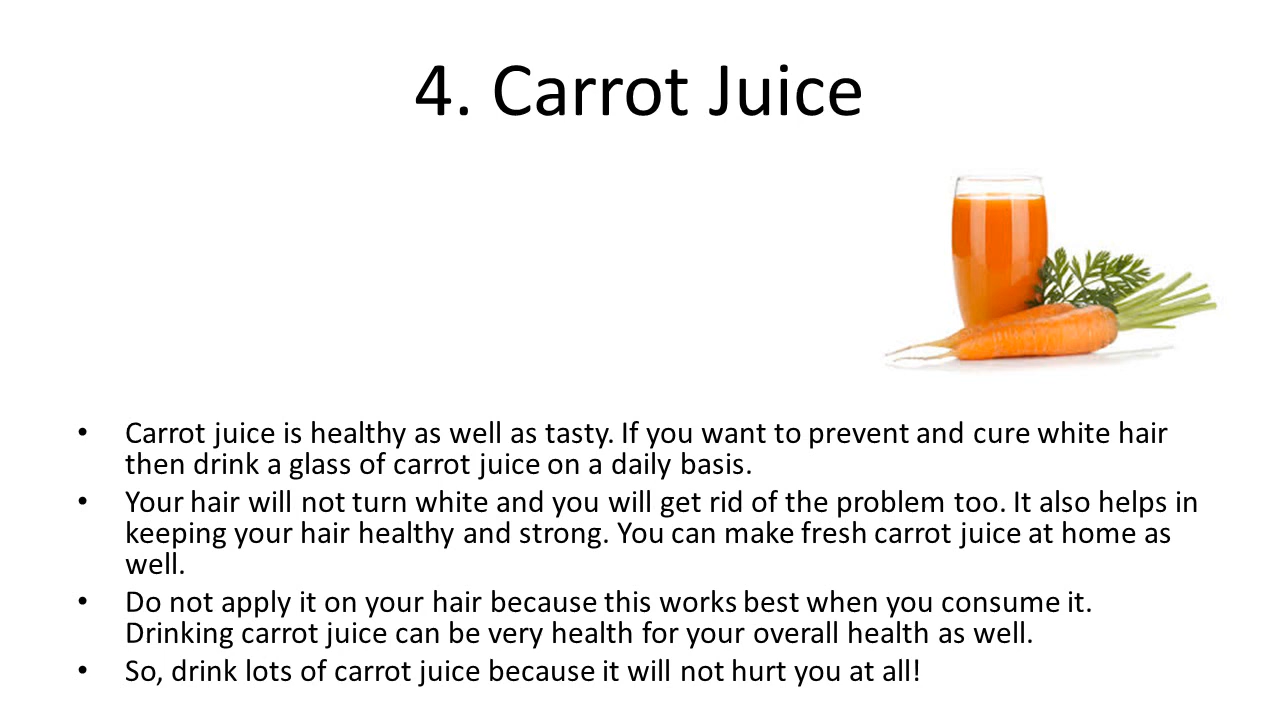 4. Carrot Juice
• Carrot juice is healthy as well as tasty. If you want to prevent and cure white hair
then drink a glass of carrot juice on a daily basis.
• Your hair will not turn white and you will get rid of the problem too. It also helps in
keeping your hair healthy and strong. You can make fresh carrot juice at home as
well.
• Do not apply it on your hair because this works best when you consume it.
Drinking carrot juice can be very health for your overall health as well.
• So, drink lots of carrot juice because it will not hurt you at all!